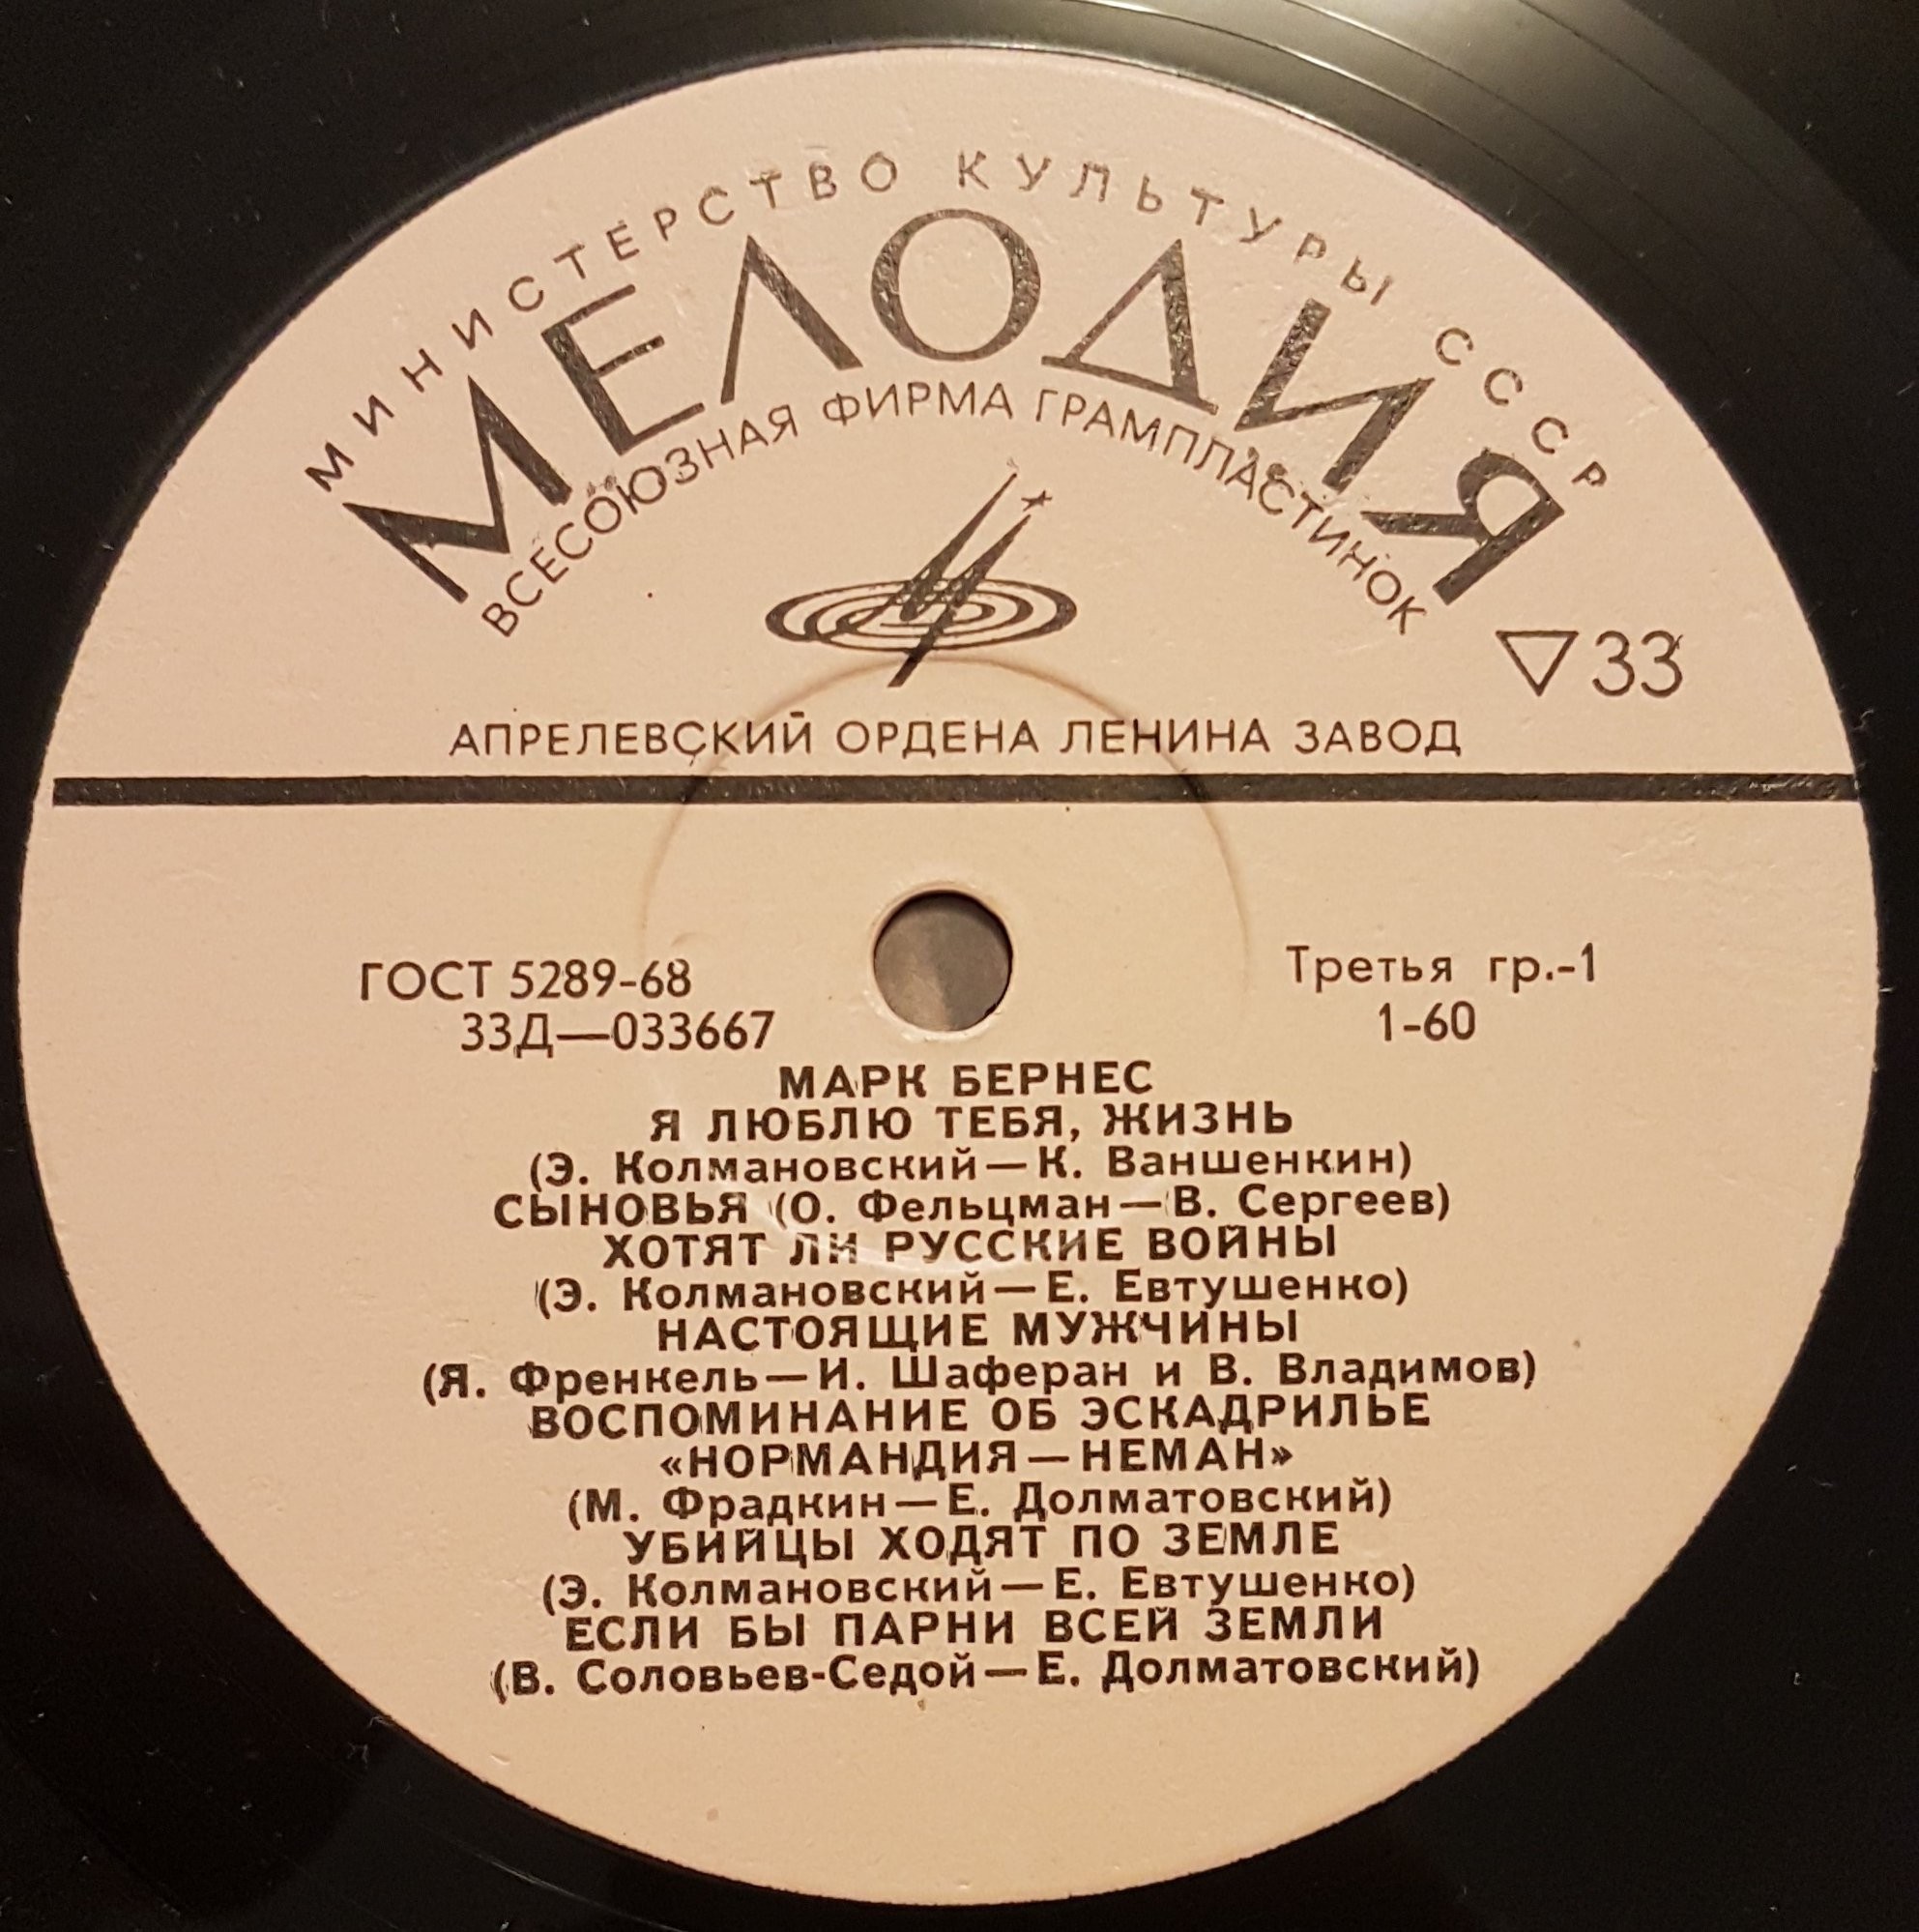 МИНИСТЕРСТВО КУЛЬТУРЫ СССР
МЕЛОДИЯ
ВСЕСОЮЗНАЯ ФИРМА ГРАМПЛАСТИНОК
▽33
АПРЕЛЕВСКИЙ ОРДЕНА ЛЕНИНА ЗАВОД
ГОСТ 5289-68
Третья гр.-1
33Д—033667
1-60
МАРК БЕРНЕС
Я ЛЮБЛЮ ТЕБЯ, ЖИЗНЬ
(Э. Колмановский—К. Ваншенкин)
СЫНОВЬЯ (О. Фельцман—В. Сергеев)
ХОТЯТ ЛИ РУССКИЕ ВОЙНЫ
(Э. Колмановский—Е. Евтушенко)
НАСТОЯЩИЕ МУЖЧИНЫ
(Я. Френкель—И. Шаферан и В. Владимов)
ВОСПОМИНАНИЕ ОБ ЭСКАДРИЛЬЕ
«НОРМАНДИЯ—НЕМАН»
(М. Фрадкин—Е. Долматовский)
УБИЙЦЫ ХОДЯТ ПО ЗЕМЛЕ
(Э. Колмановский—Е. Евтушенко)
ЕСЛИ БЫ ПАРНИ ВСЕЙ ЗЕМЛИ
(В. Соловьев-Седой—Е. Долматовский)